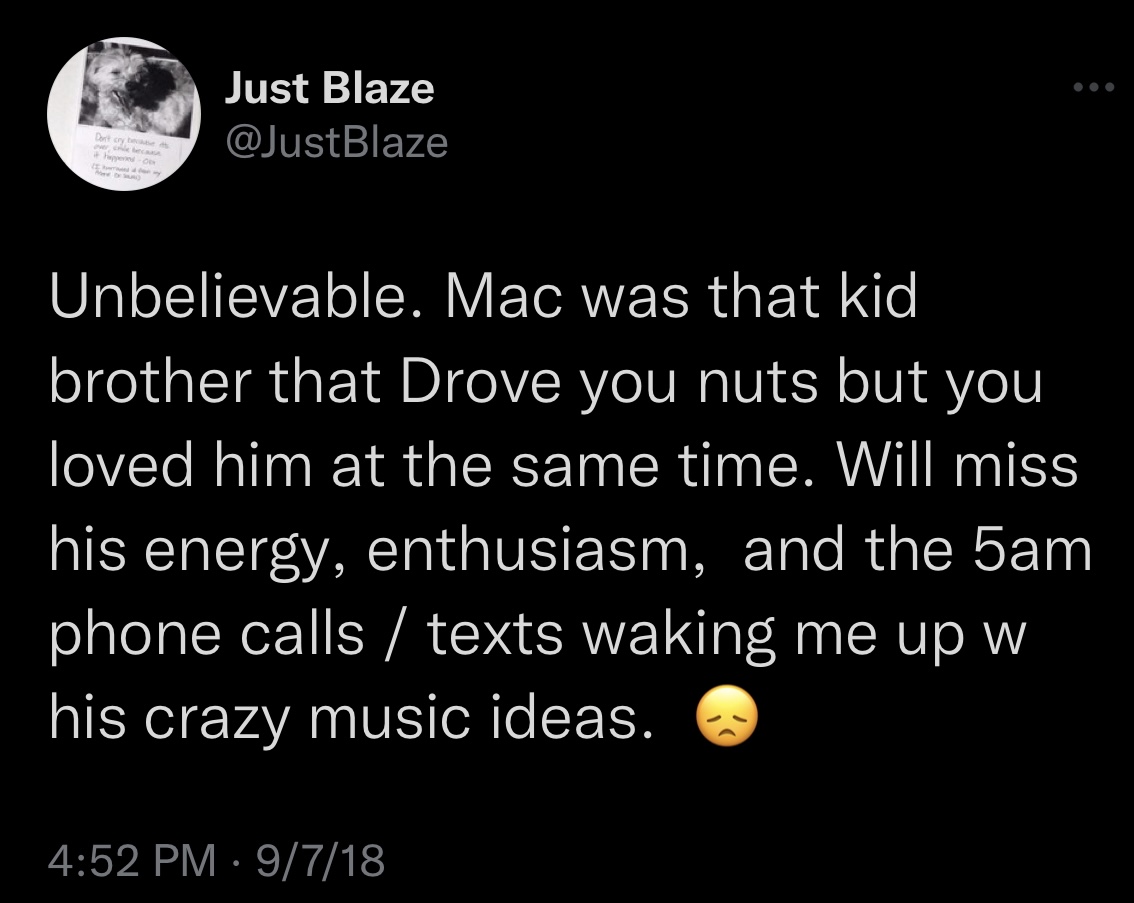 Just Blaze
@JustBlaze
Unbelievable. Mac was that kid
brother that Drove you nuts but you
loved him at the same time. Will miss
his energy, enthusiasm,  and the 5am
phone calls / texts waking me up w
his crazy music ideas.  😞
4:52 PM · 9/7/18